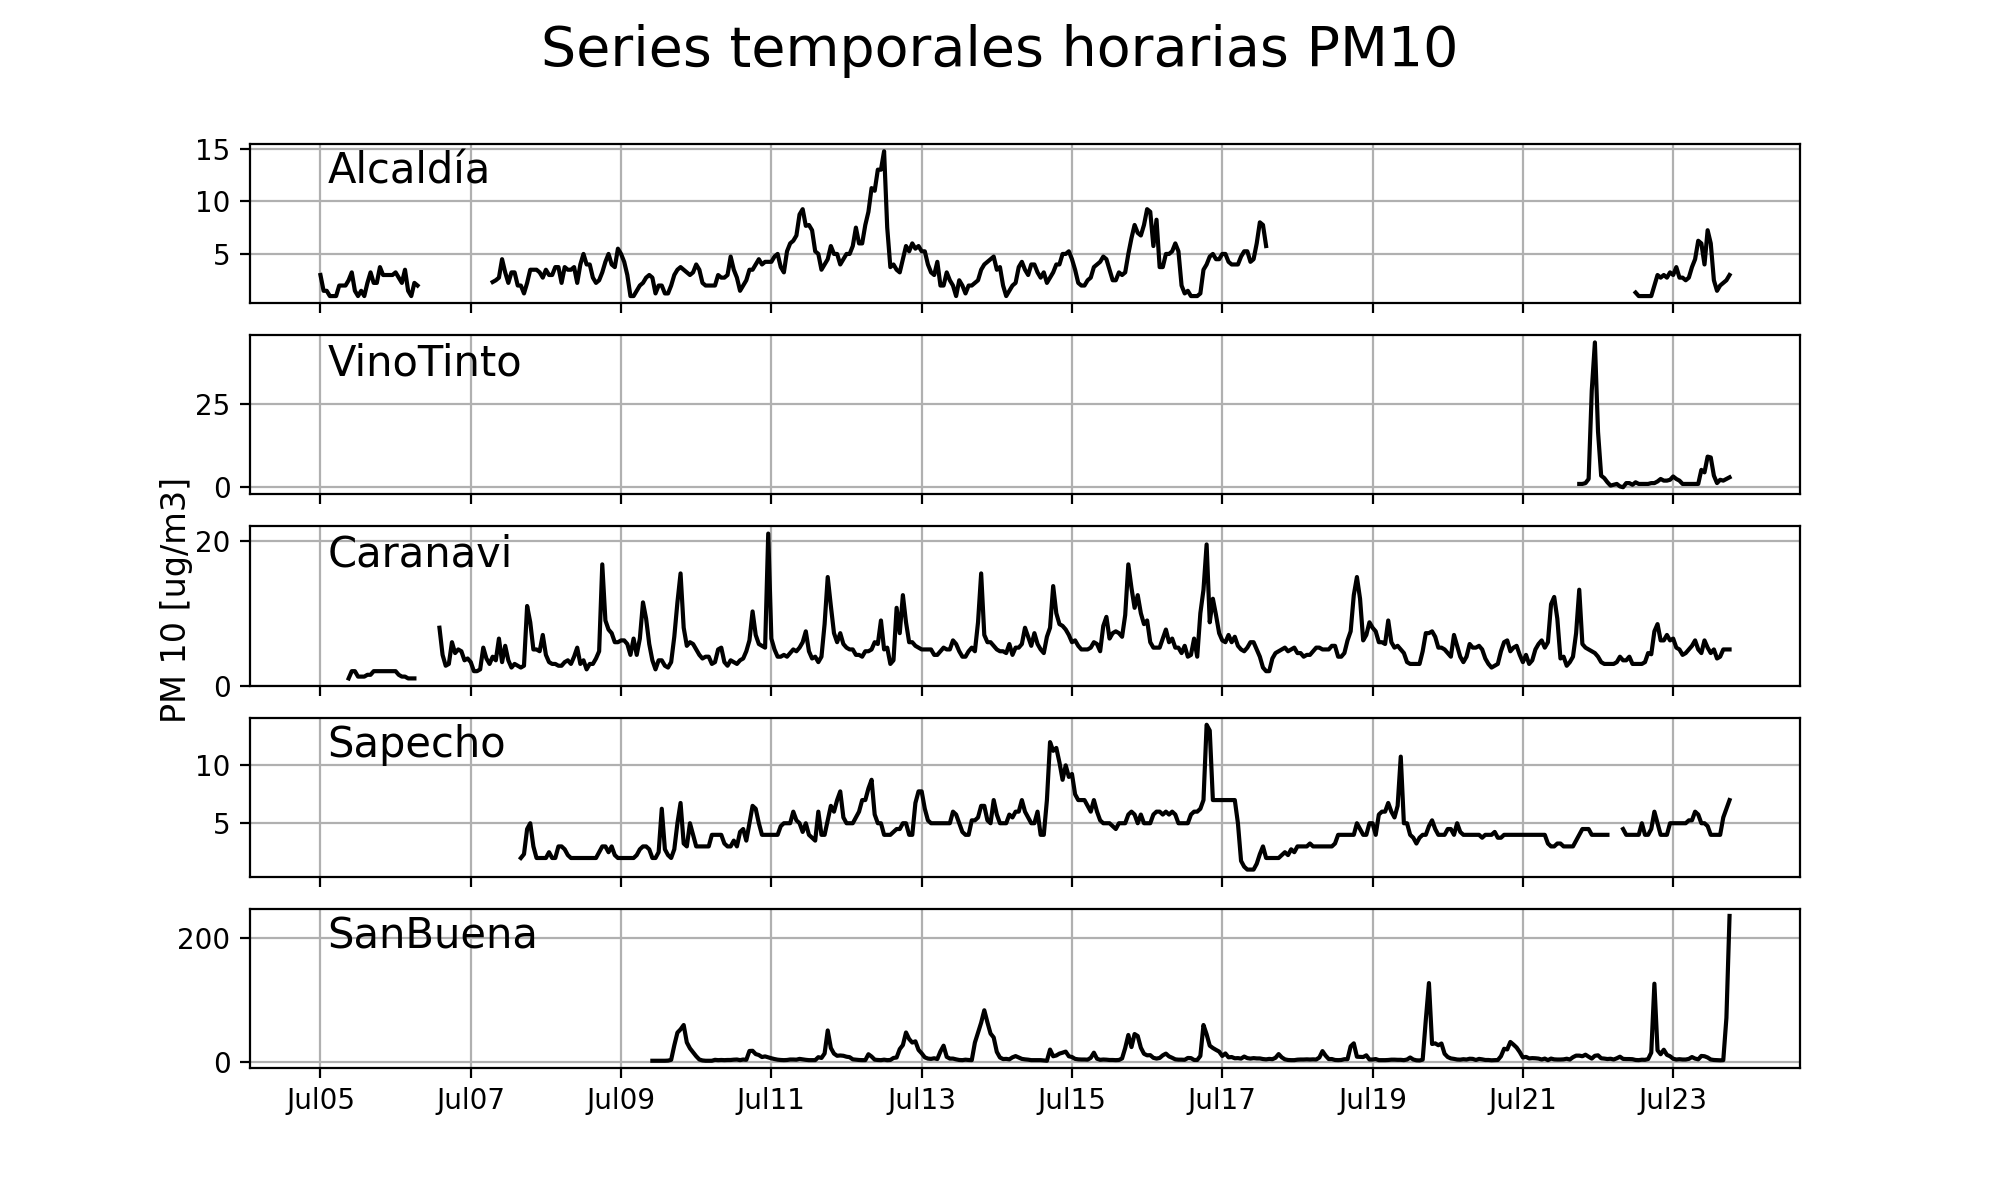 Series temporales horarias PM10
PM 10 [ug/m3]
Alcaldía
15
10
5
VinoTinto
25
0
Caranavi
20
0
Sapecho
10
5
SanBuena
200
0
Jul05 Jul07 Jul09 Jul11 Jul13 Jul15 Jul17 Jul19 Jul21 Jul23